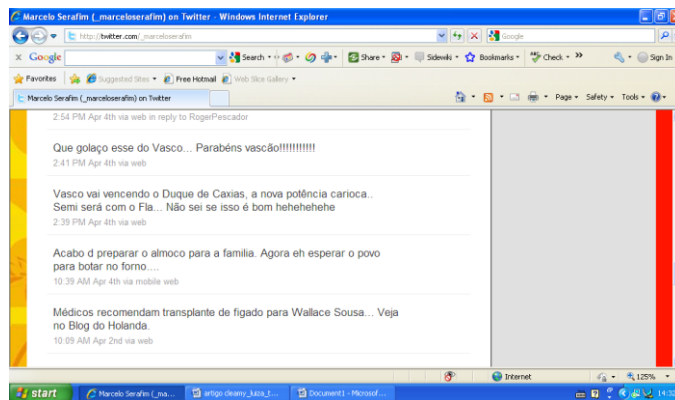 Marcelo Serafim (_marceloserafim) on Twitter - Windows Internet Explorer
http://twitter.com/_marceloserafim
Google
x Google Search Share Sidewiki Bookmarks Check >> Sign In
Favorites Suggested Sites Free Hotmail Web Slice Gallery
Marcelo Serafim (_marceloserafim) on Twitter Page Safety Tools
2:54 PM Apr 4th via web in reply to RogerPescador
Que golaço esse do Vasco... Parabéns vascão!!!!!!!!!!!
2:41 PM Apr 4th via web
Vasco vai vencendo o Duque de Caxias, a nova potência carioca..
Semi será com o Fla... Não sei se isso é bom hehehehehe
2:39 PM Apr 4th via web
Acabo d preparar o almoco para a familia. Agora eh esperar o povo
para botar no forno....
10:39 AM Apr 4th via mobile web
Médicos recomendam transplante de figado para Wallace Sousa... Veja
no Blog do Holanda.
10:09 AM Apr 2nd via web
Internet 125%
start Marcelo Serafim (_ma... artigo cleamy_luiza_t... Document1 - Microsof...